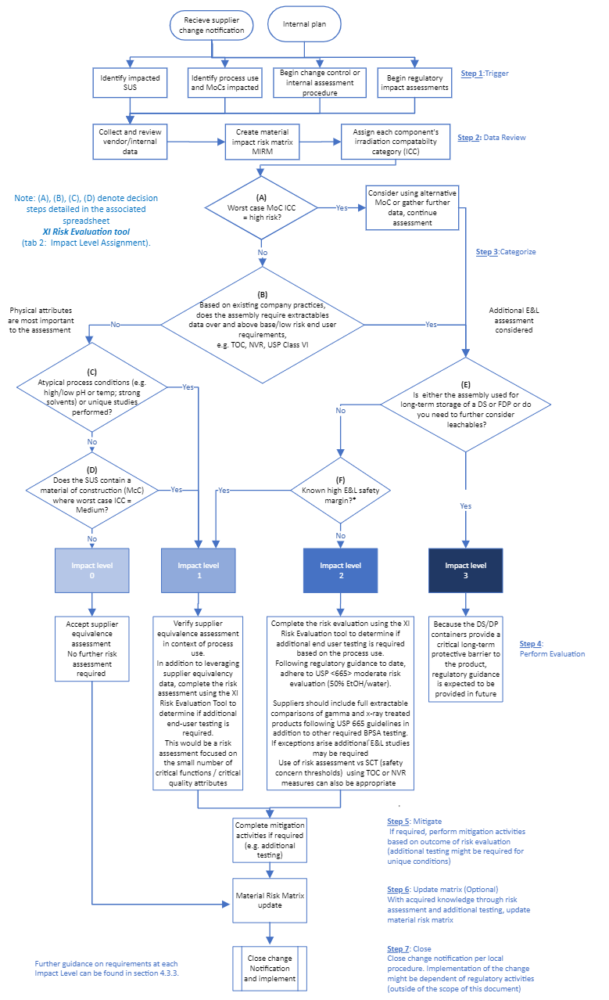 Recieve supplier
change notification
Internal plan
Identify impacted
SUS
Identify process use
and MoCs impacted
Begin change control or
internal assessment
procedure
Begin regulatory
impact assessments
Step 1:Trigger
Collect and review
vendor/internal
data
Create material
impact risk matrix
MIRM
Assign each component's
irradiation compatabilty
category (ICC)
Step 2: Data Review
Note: (A), (B), (C), (D) denote decision
steps detailed in the associated
spreadsheet
XI Risk Evaluation tool
(tab 2: Impact Level Assignment).
(A)
Worst case MoC ICC
= high risk?
Yes
Consider using alternative
MoC or gather further
data, continue
assessment
No
Step 3:Categorize
(B)
Based on existing company practices,
does the assembly require extractables
data over and above base/low risk end user
requirements,
e.g. TOC, NVR, USP Class VI
Physical attributes
are most important
to the assessment
No
Yes
Additional E&L
assessment
considered
(C)
Atypical process conditions (e.g.
high/low pH or temp; strong
solvents) or unique studies
performed?
Yes
No
(E)
Is either the assembly used for
long-term storage of a DS or FDP or do
you need to further consider
leachables?
No
Yes
(D)
Does the SUS contain a
material of construction (McC)
where worst case ICC =
Medium?
Yes
No
(F)
Known high E&L safety
margin?*
Yes
No
Impact level
0
Impact level
1
Impact level
2
Impact level
3
Accept supplier
equivalence
assessment
No further risk
assessment
required
Verify supplier
equivalence assessment
in context of process
use.
In addition to leveraging
supplier equivalency
data, complete the risk
assessment using the XI
Risk Evaluation Tool to
determine if additional
end-user testing is
required.
This would be a risk
assessment focused on
the small number of
critical functions / critical
quality attributes
Complete the risk evaluation using the XI
Risk Evaluation tool to determine if
additional end user testing is required
based on the process use.
Following regulatory guidance to date,
adhere to USP <665> moderate risk
evaluation (50% EtOH/water).
Suppliers should include full extractable
comparisons of gamma and x-ray treated
products following USP 665 guidelines in
addition to other required BPSA testing.
If exceptions arise additional E&L studies
may be required
Use of risk assessment vs SCT (safety
concern thresholds) using TOC or NVR
measures can also be appropriate
Because the DS/DP
containers provide a
critical long-term
protective barrier to
the product,
regulatory guidance
is expected to be
provided in future
Step 4:
Perform Evaluation
Complete mitigation
activities if required
(e.g. additional
testing)
Step 5: Mitigate
If required, perform mitigation activities
based on outcome of risk evaluation
(additional testing might be required for
unique conditions)
Material Risk Matrix
update
Step 6: Update matrix (Optional)
With acquired knowledge through risk
assessment and additional testing, update
material risk matrix
Further guidance on requirements at each
Impact Level can be found in section 4.3.3.
Close change
Notification
and implement
Step 7: Close
Close change notification per local
procedure. Implementation of the change
might be dependent of regulatory activities
(outside of the scope of this document)